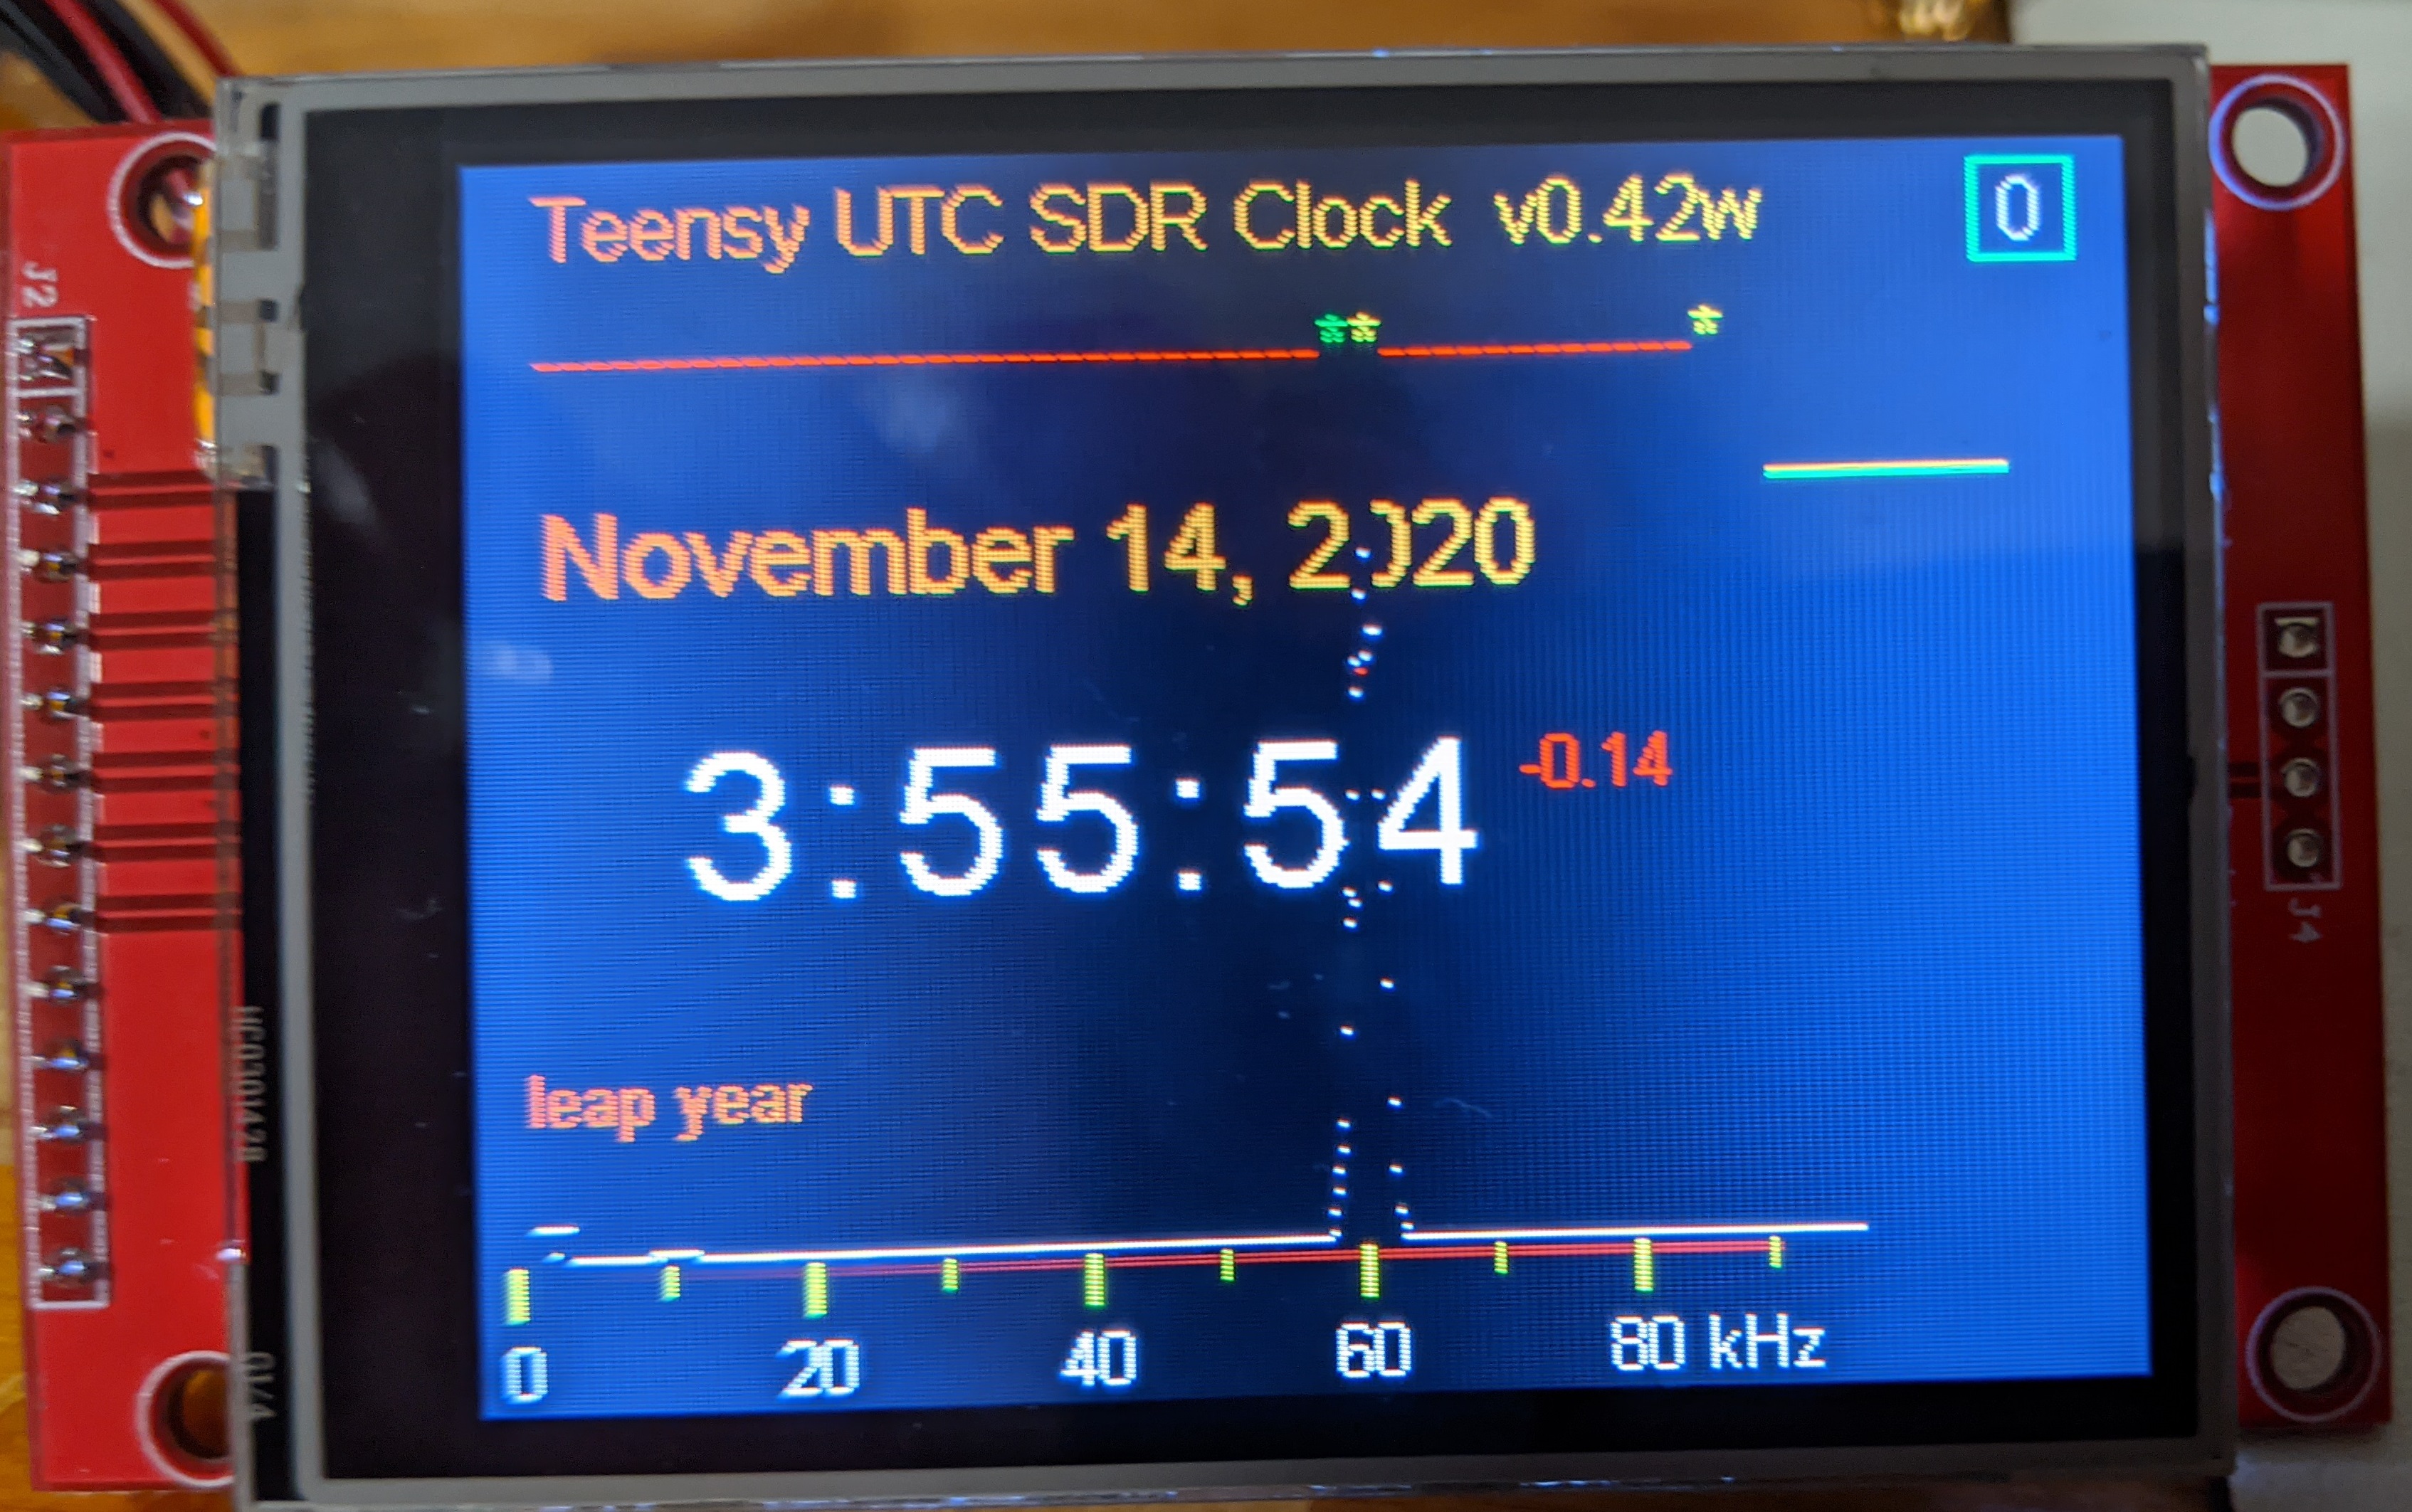 Teensy UTC SDR Clock v0.42w
0
November 14, 2020
3:55:54 -0.14
leap year
0 20 40 60 80 kHz
J2
J4